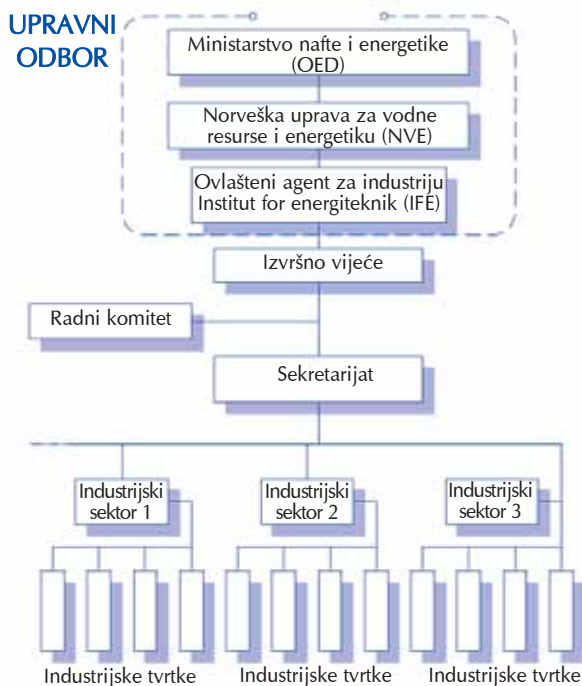 UPRAVNI
ODBOR
Ministarstvo nafte i energetike
(OED)
Norveška uprava za vodne
resurse i energetiku (NVE)
Ovlašteni agent za industriju
Institut for energiteknik (IFE)
Izvršno vijeće
Radni komitet
Sekretarijat
Industrijski
sektor 1
Industrijski
sektor 2
Industrijski
sektor 3
Industrijske tvrtke
Industrijske tvrtke
Industrijske tvrtke